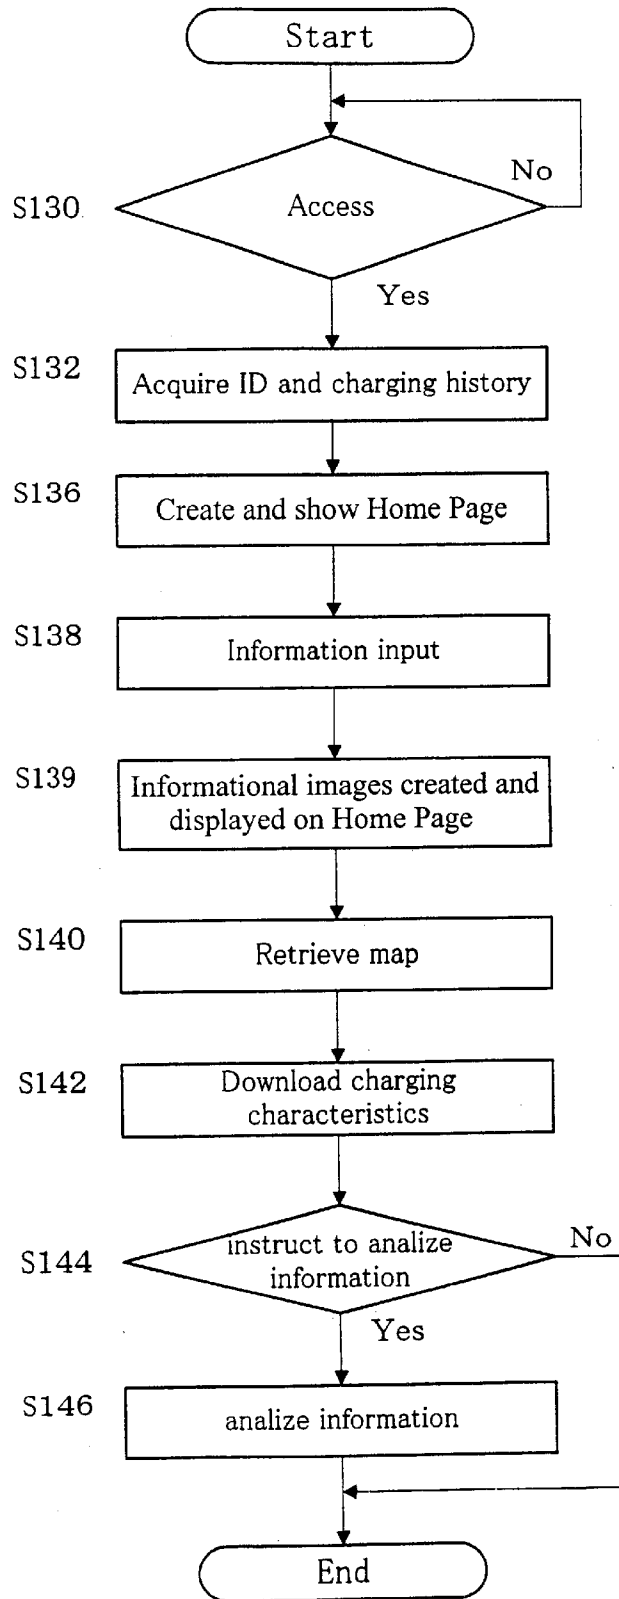 Start
No
S130
Access
Yes
S132
Acquire ID and charging history
S136
Create and show Home Page
S138
Information input
S139
Informational images created and
displayed on Home Page
S140
Retrieve map
S142
Download charging
characteristics
S144
instruct to analize
information
No
Yes
S146
analize information
End